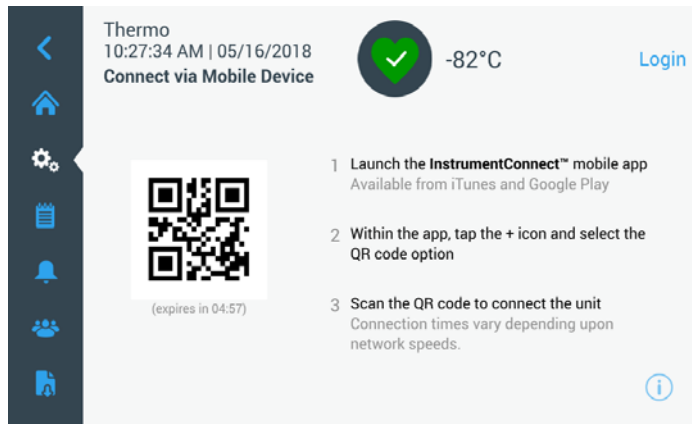 Thermo
10:27:34 AM | 05/16/2018
Connect via Mobile Device
-82°C
Login
(expires in 04:57)
1 Launch the InstrumentConnect™ mobile app
Available from iTunes and Google Play
2 Within the app, tap the + icon and select the
QR code option
3 Scan the QR code to connect the unit
Connection times vary depending upon
network speeds.